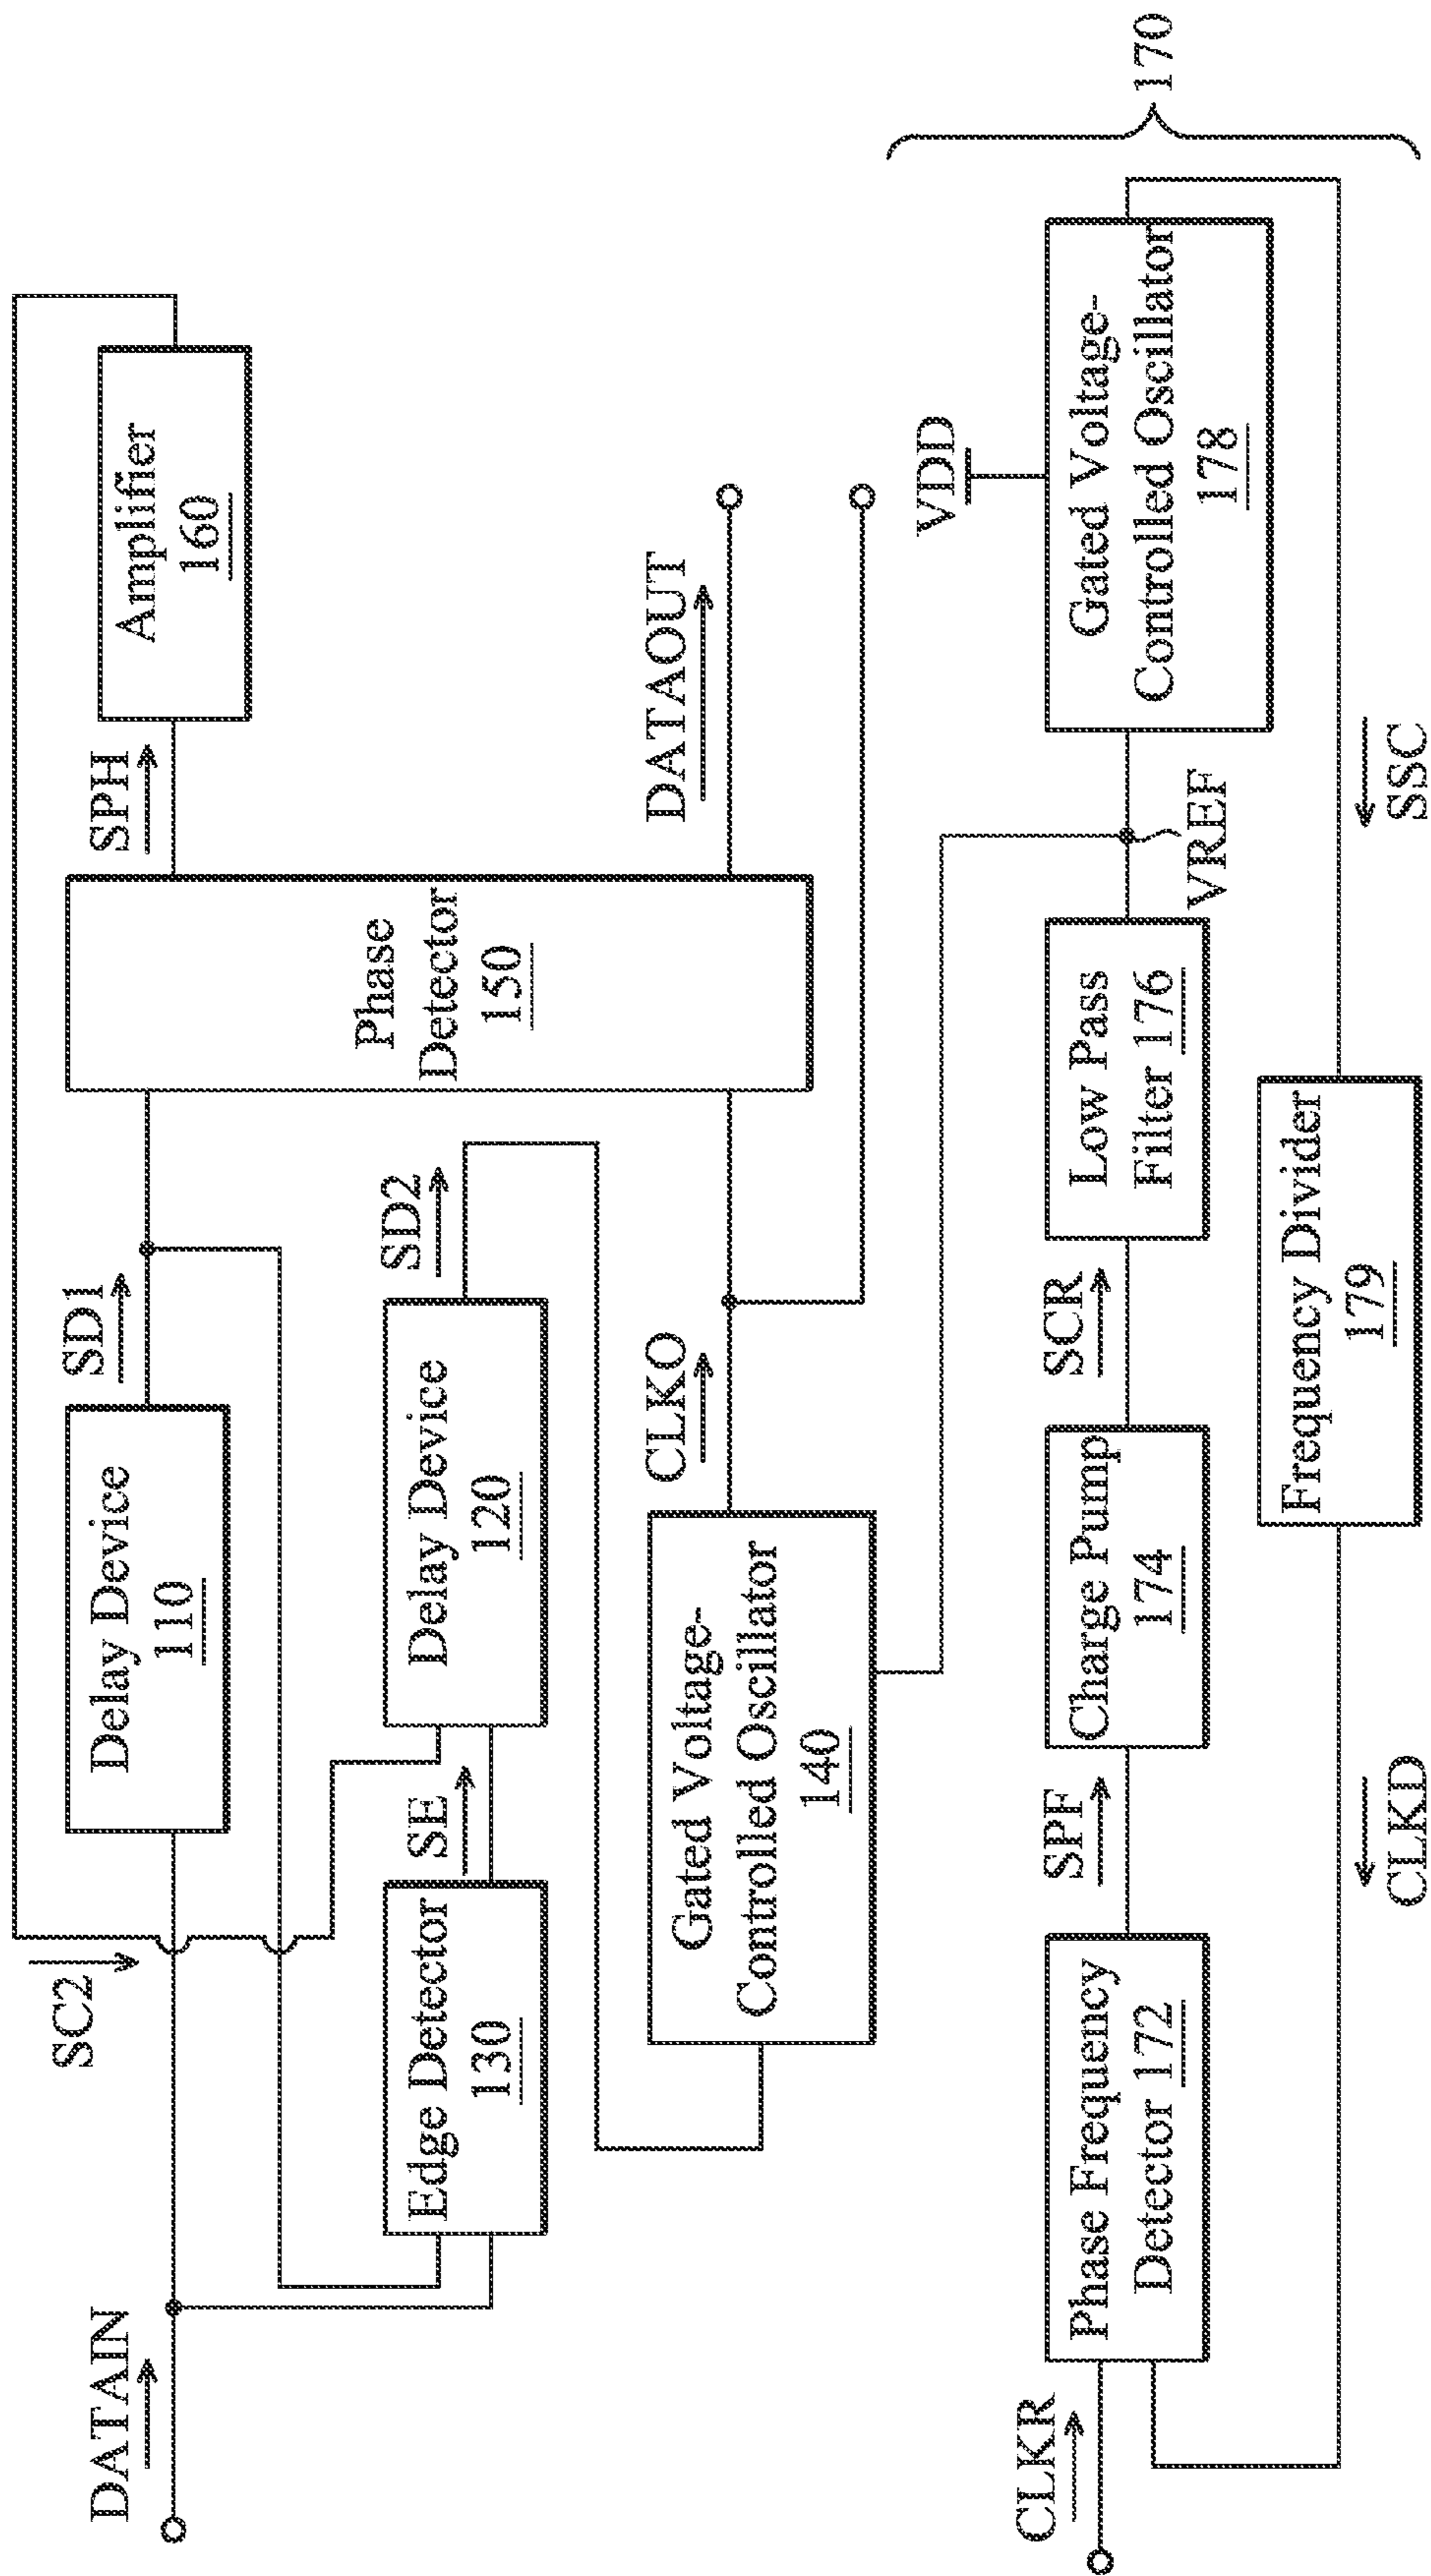 SC2
SD1
Delay Device
110
SPH
Amplifier
160
DATAIN
Edge Detector
130
SE
Delay Device
120
SD2
Phase
Detector
150
Gated Voltage-
Controlled Oscillator
140
CLKO
DATAOUT
CLKR
Phase Frequency
Detector 172
SPF
Charge Pump
174
SCR
Low Pass
Filter 176
VREF
VDD
Gated Voltage-
Controlled Oscillator
178
170
CLKD
Frequency Divider
179
SSC